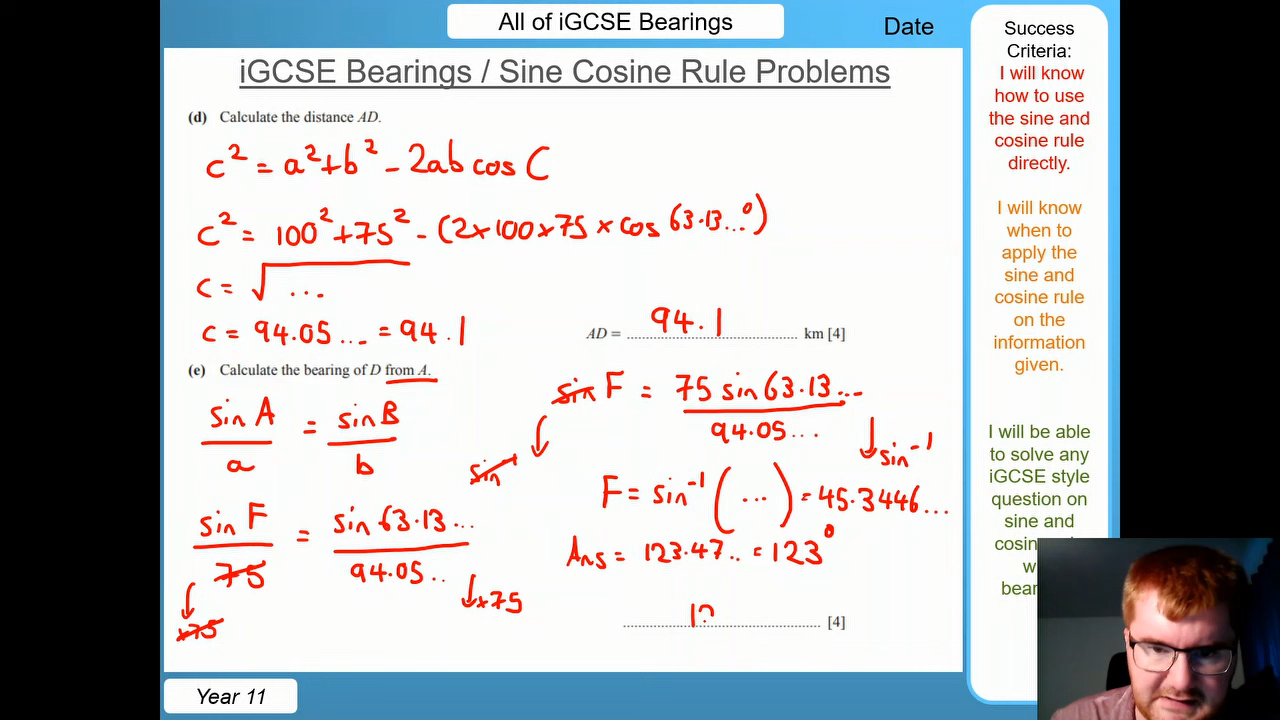 All of iGCSE Bearings
Date
iGCSE Bearings / Sine Cosine Rule Problems
(d) Calculate the distance AD.
c² = a² + b² - 2ab cos C
c² = 100² + 75² - (2 × 100 × 75 × cos 63.13...°)
c = √ ...
c = 94.05... = 94.1
AD = 94.1 km [4]
(e) Calculate the bearing of D from A.
sin A / a = sin B / b
sin F / 75 = sin 63.13... / 94.05..
×75
↓×75
sin F = 75 sin 63.13... / 94.05...
sin⁻¹
↓sin⁻¹
F = sin⁻¹ (...) = 45.3446...
Ans = 123.47.. = 123°
[4]
Year 11
Success
Criteria:
I will know
how to use
the sine and
cosine rule
directly.
I will know
when to
apply the
sine and
cosine rule
on the
information
given.
I will be able
to solve any
iGCSE style
question on
sine and